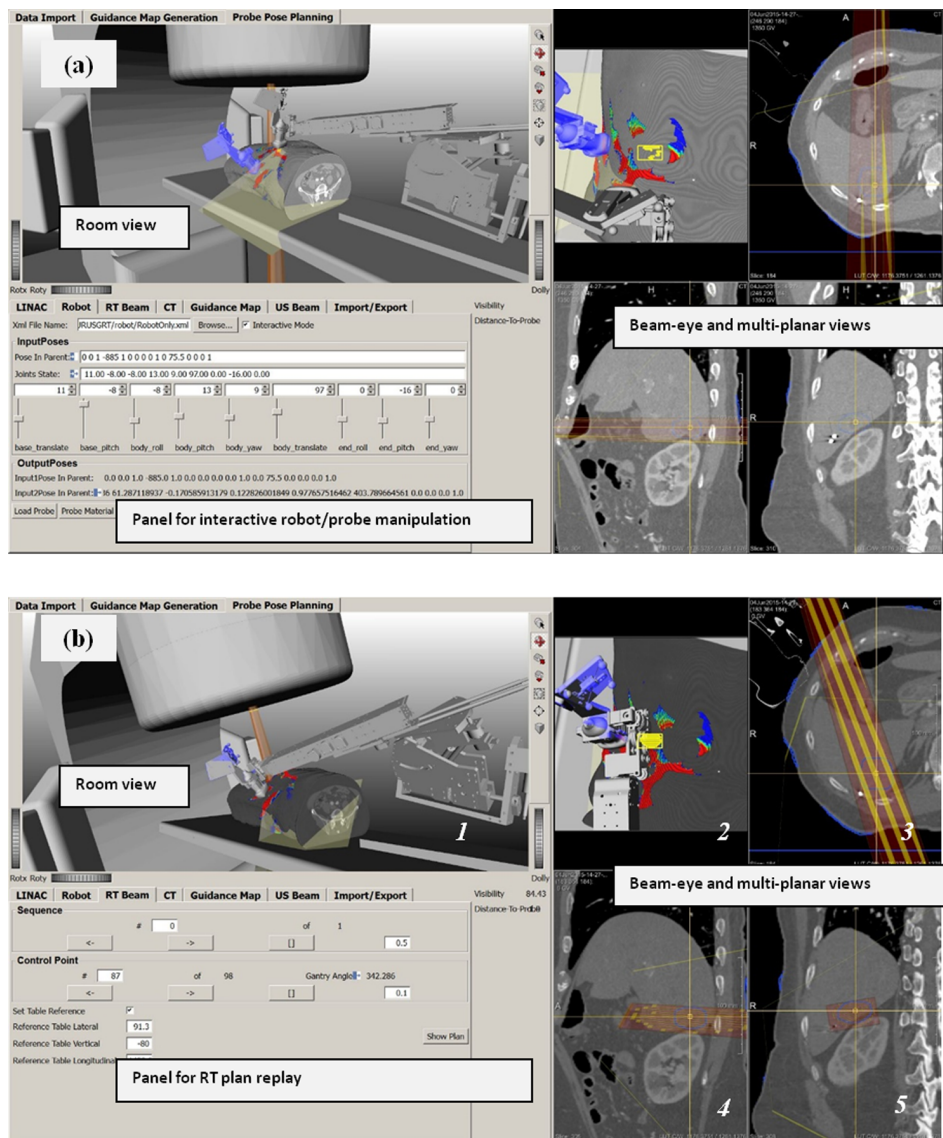 Data Import Guidance Map Generation Probe Pose Planning
(a)
Room view
Rotx Roty Dolly
LINAC Robot RT Beam CT Guidance Map US Beam Import/Export
Visibility
Distance-To-Probe
Xml File Name: /RUSGRT/robot/RobotOnly.xml Browse... Interactive Mode
InputPoses
Pose In Parent: 0 0 1 -885 1 0 0 0 0 1 0 75.5 0 0 0 1
Joints State: 11.00 -8.00 -8.00 13.00 9.00 97.00 0.00 -16.00 0.00
11 -8 -8 13 9 97 0 -16 0
base_translate base_pitch body_roll body_pitch body_yaw body_translate end_roll end_pitch end_yaw
OutputPoses
Input1Pose In Parent: 0.0 0.0 1.0 -885.0 1.0 0.0 0.0 0.0 0.0 1.0 0.0 75.5 0.0 0.0 0.0 1.0
Input2Pose In Parent: 36 61.287118937 -0.170585913179 0.122826001849 0.977657516462 403.789664561 0.0 0.0 0.0 1.0
Load Probe Probe Material
Panel for interactive robot/probe manipulation
A
CT
R
Slice: 184
H
H
R
Beam-eye and multi-planar views
Data Import Guidance Map Generation Probe Pose Planning
(b)
Room view
1
Rotx Roty Dolly
LINAC Robot RT Beam CT Guidance Map US Beam Import/Export
Visibility 84.43
Distance-To-Probe
Sequence
# 0 of 1
<- -> [] 0.5
Control Point
# 87 of 98 Gantry Angle 342.286
<- -> [] 0.1
Set Table Reference
Reference Table Lateral 91.3
Reference Table Vertical -80
Show Plan
Reference Table Longitudinal
Panel for RT plan replay
2
A
CT
R
3
Beam-eye and multi-planar views
A
4
R
5